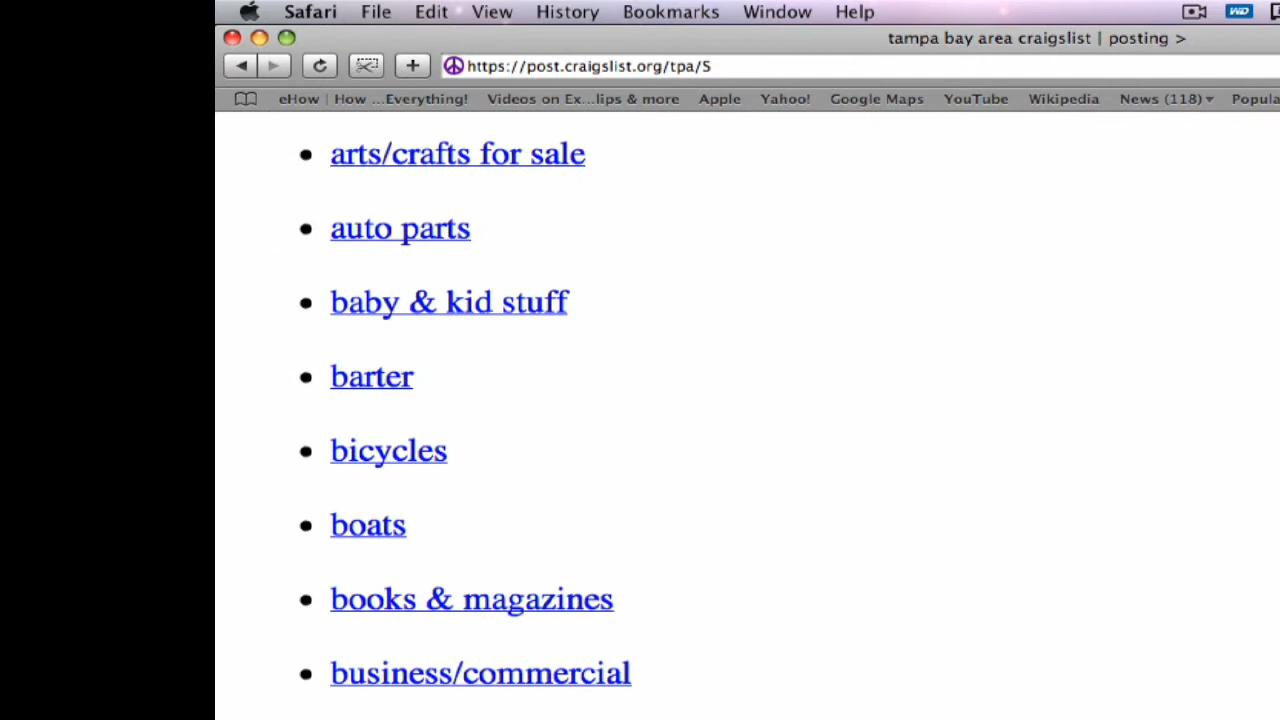 Safari File Edit View History Bookmarks Window Help WD
tampa bay area craigslist | posting >
https://post.craigslist.org/tpa/S
eHow | How ...Everything! Videos on Ex...lips & more Apple Yahoo! Google Maps YouTube Wikipedia News (118) Popula
arts/crafts for sale
auto parts
baby & kid stuff
barter
bicycles
boats
books & magazines
business/commercial